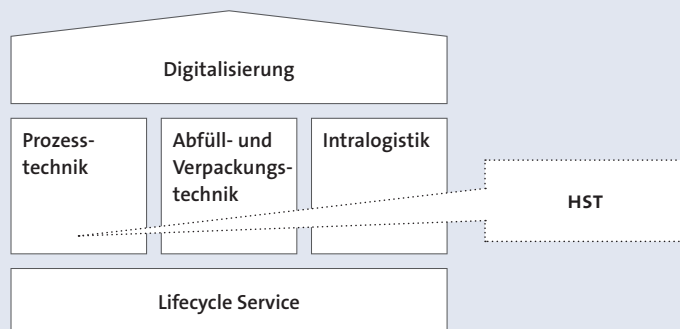 Digitalisierung
Prozess-
technik
Abfüll- und
Verpackungs-
technik
Intralogistik
HST
Lifecycle Service